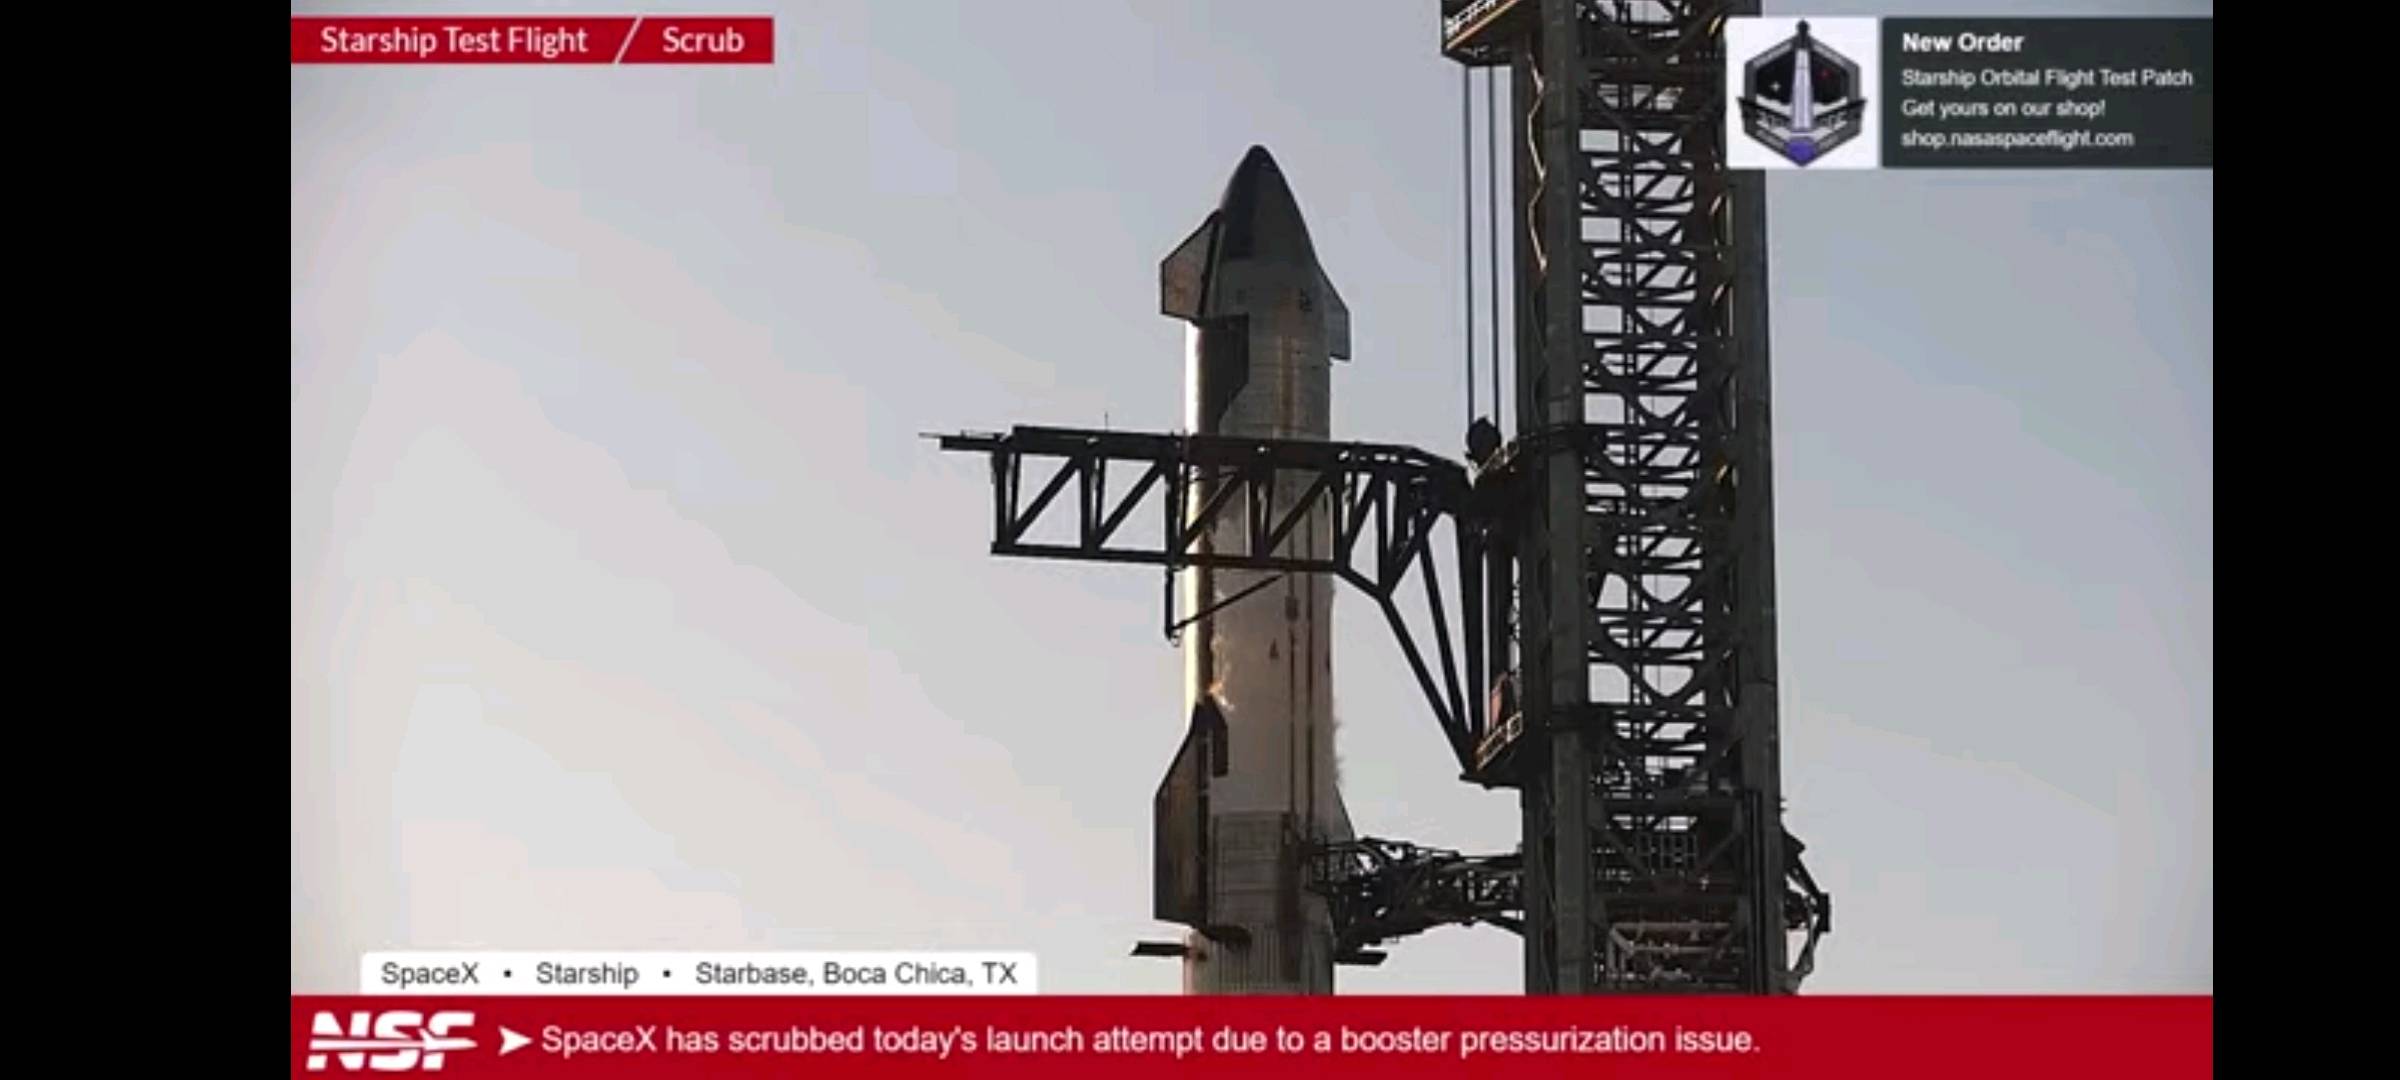 Starship Test Flight / Scrub
New Order
Starship Orbital Flight Test Patch
Get yours on our shop!
shop.nasaspaceflight.com
SpaceX • Starship • Starbase, Boca Chica, TX
NSF
SpaceX has scrubbed today's launch attempt due to a booster pressurization issue.